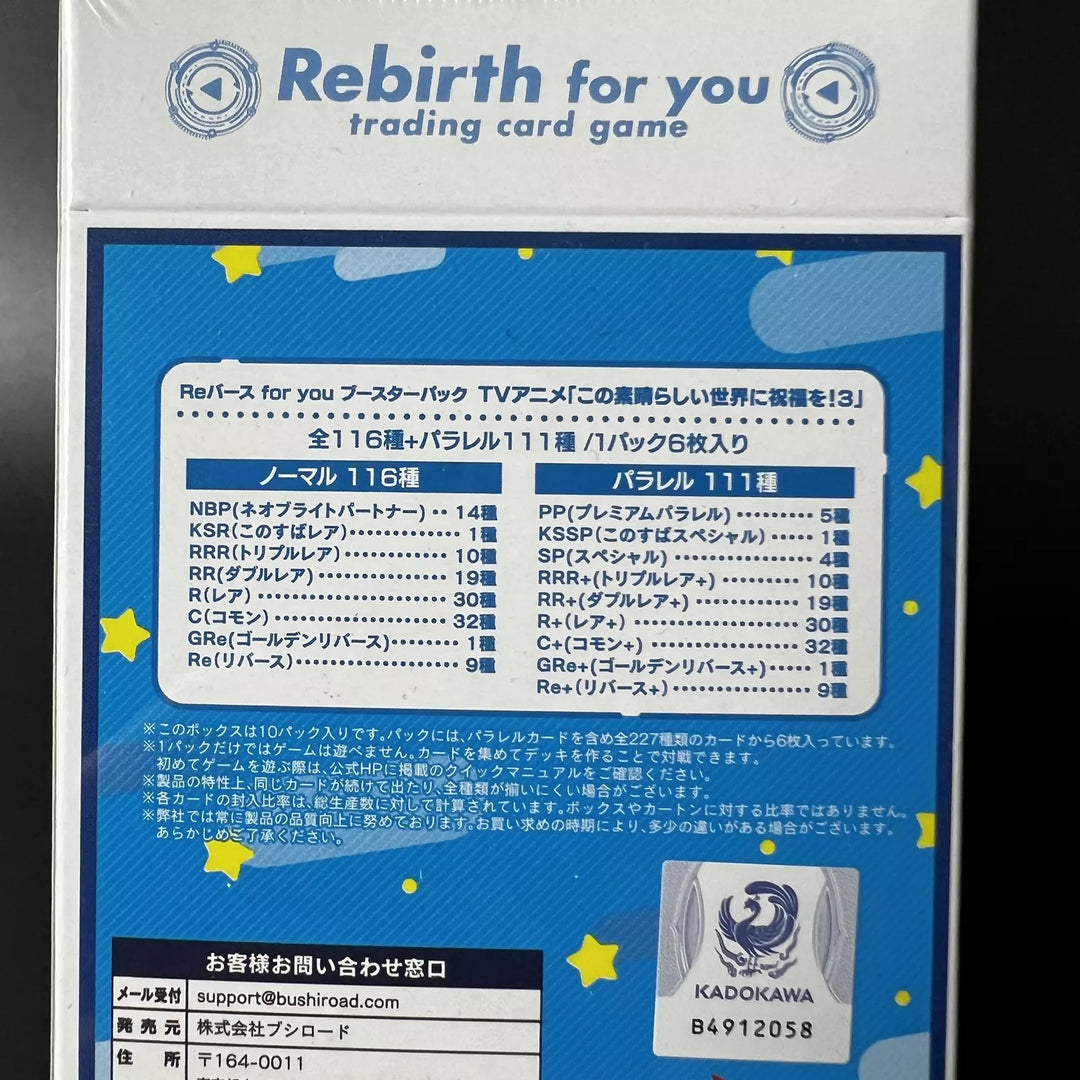 Rebirth for you
trading card game
Reバース for you ブースターパック TVアニメ「この素晴らしい世界に祝福を!3」
全116種+パラレル111種 /1パック6枚入り
ノーマル 116種
NBP(ネオブライトパートナー) ·· 14種
KSR(このすばレア)·············· 1種
RRR(トリプルレア)·············· 10種
RR(ダブルレア) ················· 19種
R(レア) ························· 30種
C(コモン) ······················ 32種
GRe(ゴールデンリバース)········ 1種
Re(リバース)···················· 9種
パラレル 111種
PP(プレミアムパラレル) ········· 5種
KSSP(このすばスペシャル) ····· 1種
SP(スペシャル) ················· 4種
RRR+(トリプルレア+) ·········· 10種
RR+(ダブルレア+) ·············· 19種
R+(レア+) ······················ 30種
C+(コモン+) ··················· 32種
GRe+(ゴールデンリバース+)····· 1種
Re+(リバース+) ················· 9種
※このボックスは10パック入りです。パックには、パラレルカードを含め全227種類のカードから6枚入っています。
※1パックだけではゲームは遊べません。カードを集めてデッキを作ることで対戦できます。
初めてゲームを遊ぶ際は、公式HPに掲載のクイックマニュアルをご確認ください。
※製品の特性上、同じカードが続けて出たり、全種類が揃いにくい場合がございます。
※各カードの封入比率は、総生産数に対して計算されています。ボックスやカートンに対する比率ではありません。
※弊社では常に製品の品質向上に努めております。お買い求めの時期により、多少の違いがある場合がございます。
あらかじめご了承ください。
KADOKAWA
B4912058
お客様お問い合わせ窓口
メール受付 support@bushiroad.com
発売元 株式会社ブシロード
住所 〒164-0011